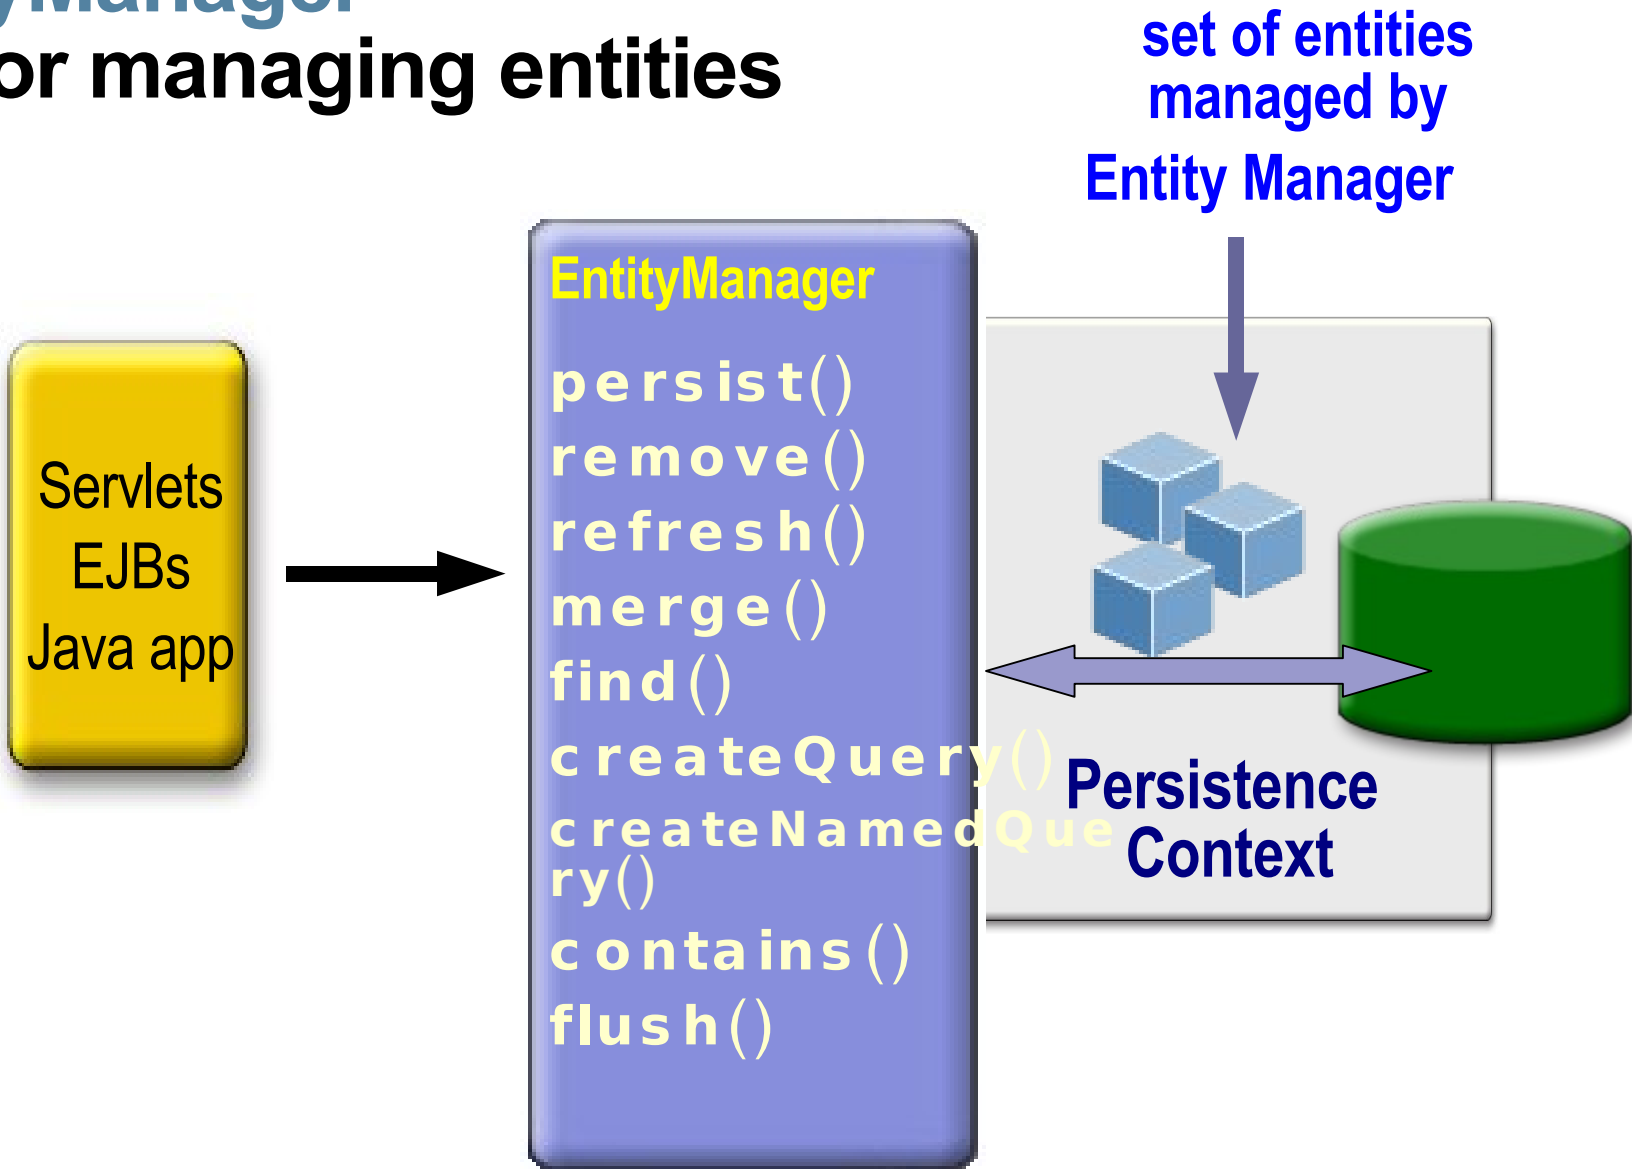 yManager
or managing entities
set of entities
managed by
Entity Manager
Servlets
EJBs
Java app
EntityManager
persist()
remove()
refresh()
merge()
find()
createQuery()
createNamedQue
ry()
contains()
flush()
Persistence
Context